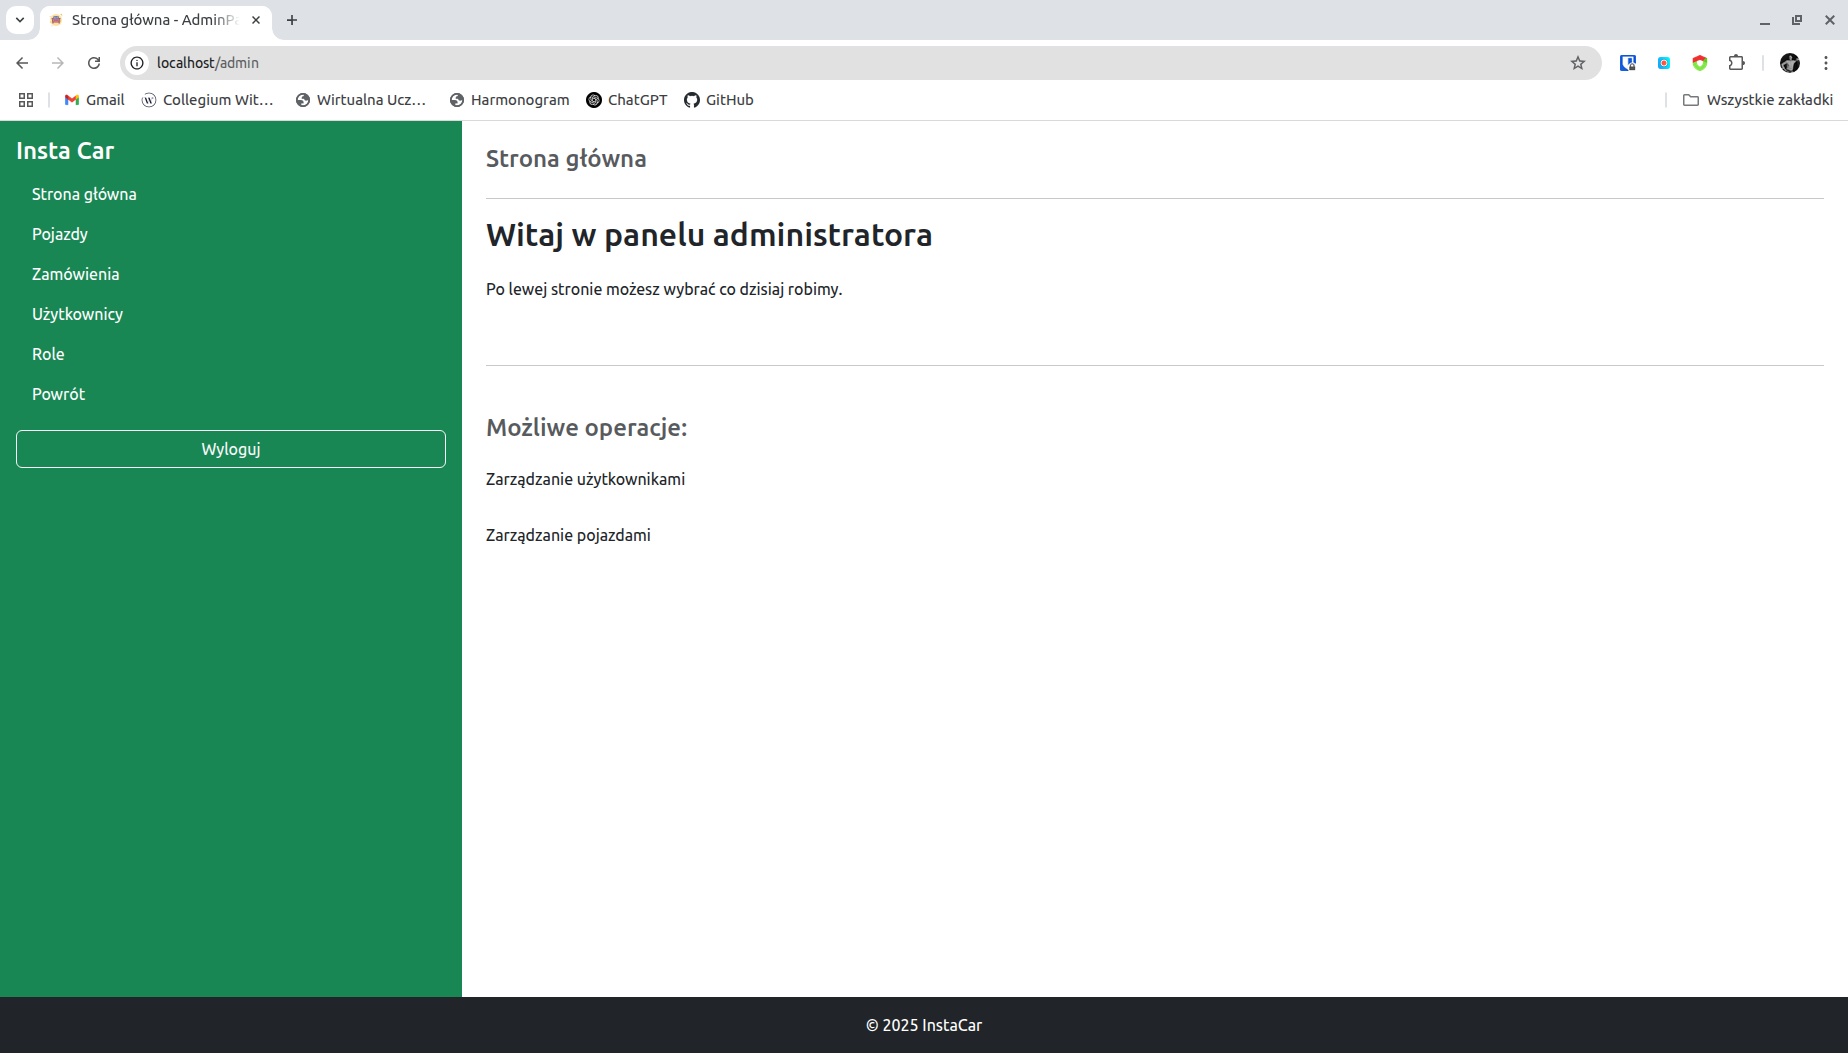 Strona główna - AdminPa
localhost/admin
Gmail
Collegium Wit...
Wirtualna Ucz...
Harmonogram
ChatGPT
GitHub
Wszystkie zakładki
Insta Car
Strona główna
Pojazdy
Zamówienia
Użytkownicy
Role
Powrót
Wyloguj
Strona główna
Witaj w panelu administratora
Po lewej stronie możesz wybrać co dzisiaj robimy.
Możliwe operacje:
Zarządzanie użytkownikami
Zarządzanie pojazdami
© 2025 InstaCar